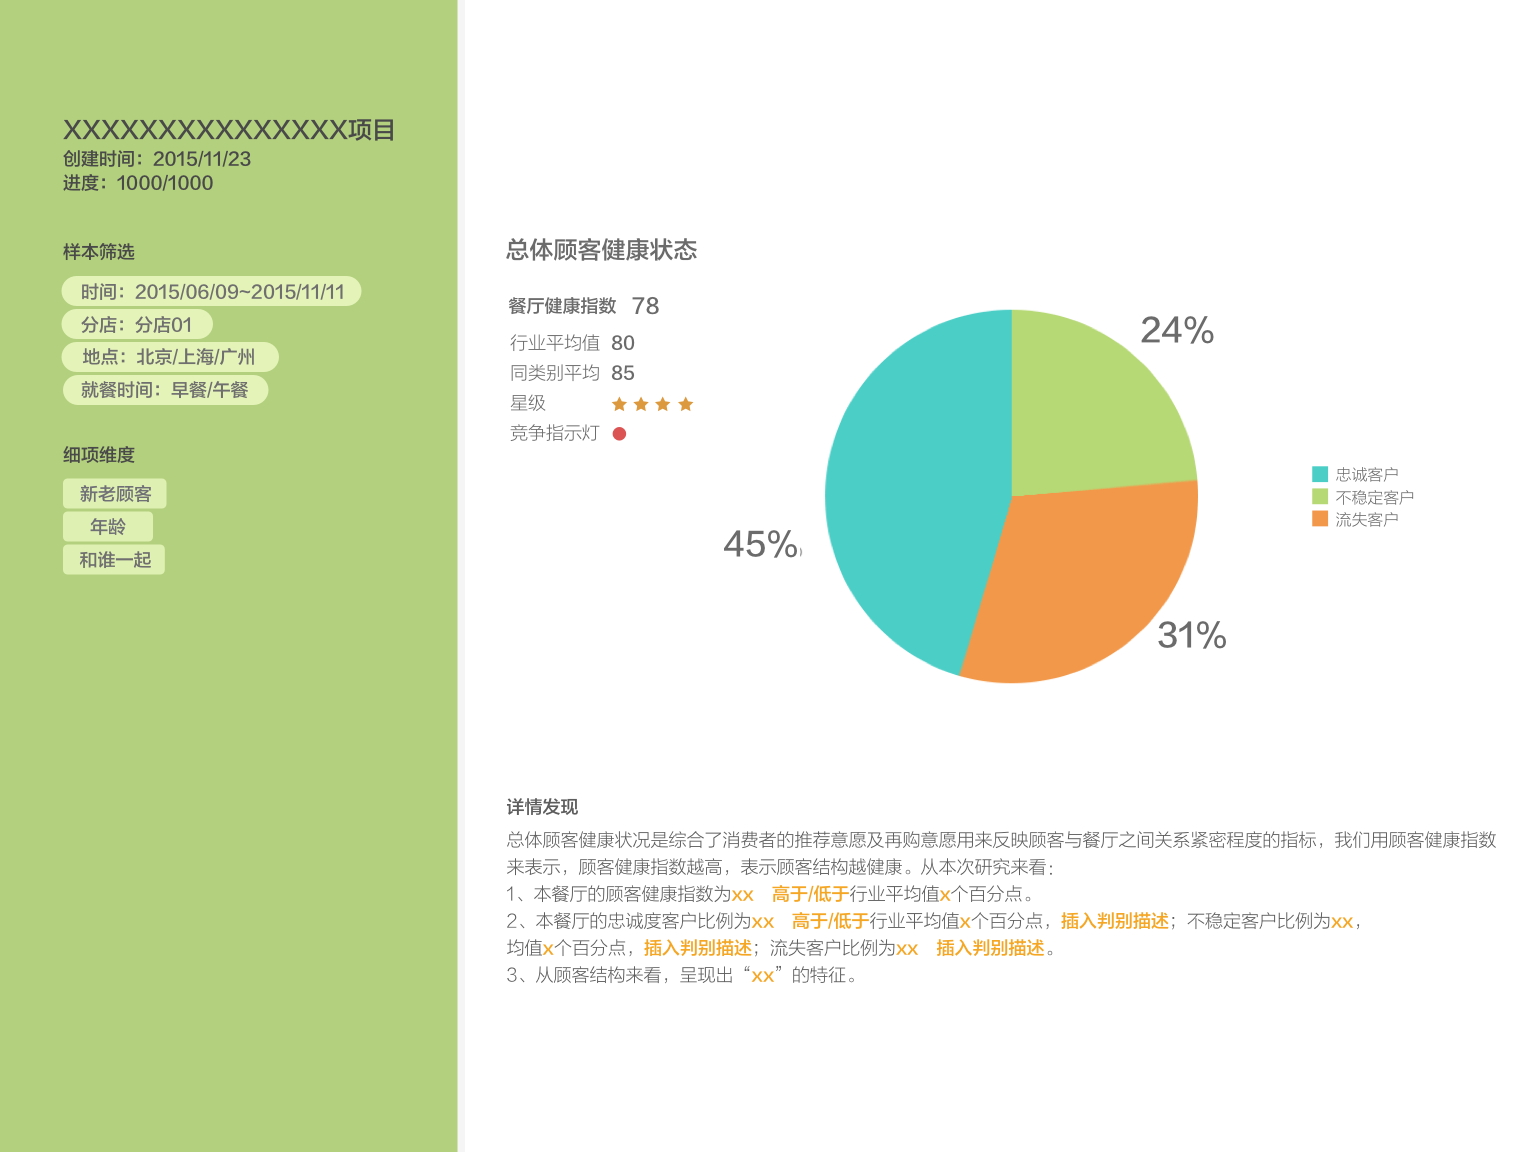 XXXXXXXXXXXXXXX项目
创建时间：2015/11/23
进度：1000/1000
样本筛选
时间：2015/06/09~2015/11/11
分店：分店01
地点：北京/上海/广州
就餐时间：早餐/午餐
细项维度
新老顾客
年龄
和谁一起
总体顾客健康状态
餐厅健康指数 78
行业平均值 80
同类别平均 85
星级
竞争指示灯
24%
45%
31%
忠诚客户
不稳定客户
流失客户
详情发现
总体顾客健康状况是综合了消费者的推荐意愿及再购意愿用来反映顾客与餐厅之间关系紧密程度的指标，我们用顾客健康指数
来表示，顾客健康指数越高，表示顾客结构越健康。从本次研究来看：
1、本餐厅的顾客健康指数为xx 高于/低于行业平均值x个百分点。
2、本餐厅的忠诚度客户比例为xx 高于/低于行业平均值x个百分点，插入判别描述；不稳定客户比例为xx，
均值x个百分点，插入判别描述；流失客户比例为xx 插入判别描述。
3、从顾客结构来看，呈现出“xx”的特征。